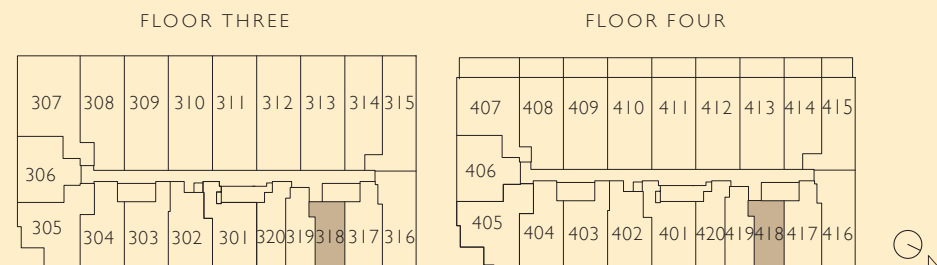 FLOOR THREE
307 308 309 310 311 312 313 314 315
306
305 304 303 302 301 320 319 318 317 316
FLOOR FOUR
407 408 409 410 411 412 413 414 415
406
405 404 403 402 401 420 419 418 417 416
N